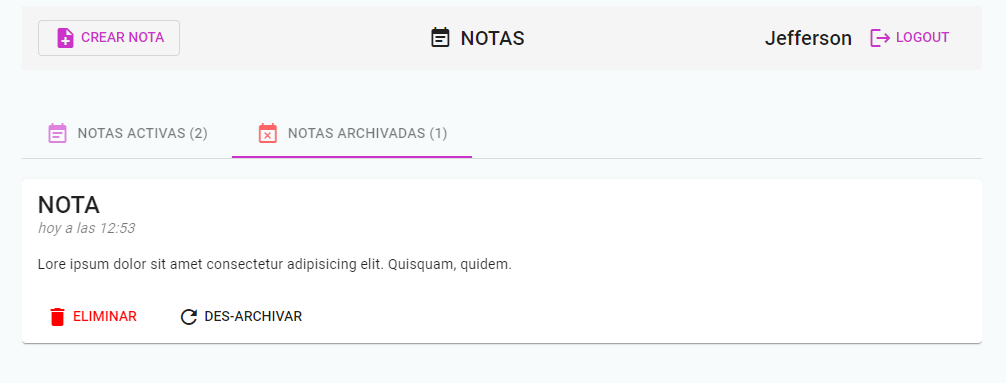 CREAR NOTA
NOTAS
Jefferson
LOGOUT
NOTAS ACTIVAS (2)
NOTAS ARCHIVADAS (1)
NOTA
hoy a las 12:53
Lore ipsum dolor sit amet consectetur adipisicing elit. Quisquam, quidem.
ELIMINAR
DES-ARCHIVAR